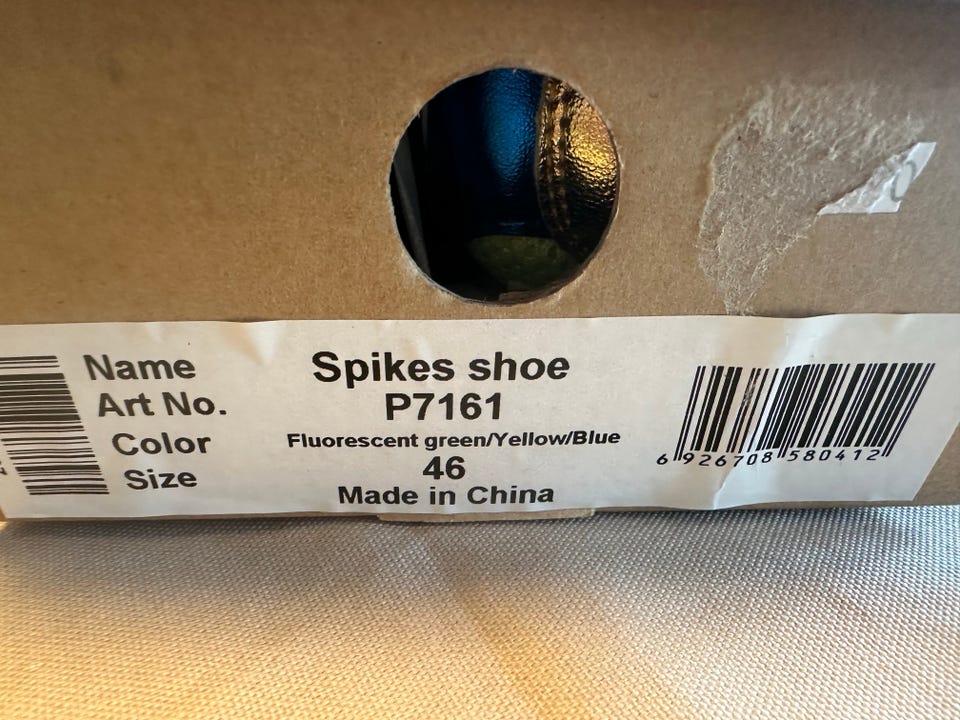 Name Spikes shoe
Art No. P7161
Color Fluorescent green/Yellow/Blue
Size 46
Made in China
6 926708 580412